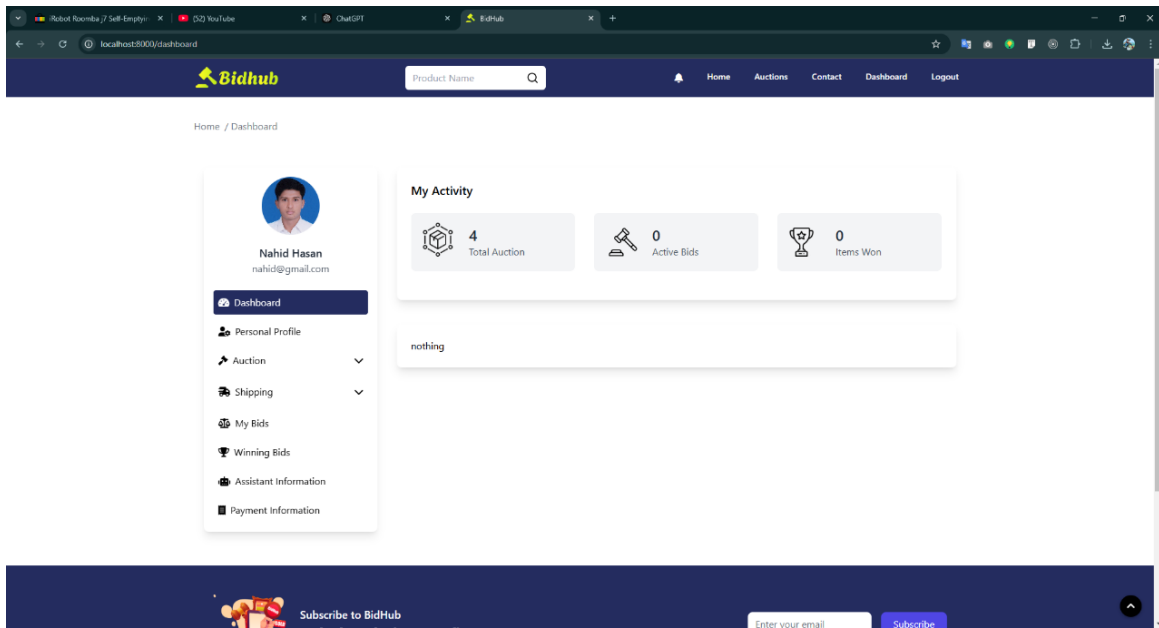 iRobot Roomba j7 Self-Emptyin
(52) YouTube
ChatGPT
BidHub
localhost:8000/dashboard
Bidhub
Product Name
Home
Auctions
Contact
Dashboard
Logout
Home / Dashboard
Nahid Hasan
nahid@gmail.com
Dashboard
Personal Profile
Auction
Shipping
My Bids
Winning Bids
Assistant Information
Payment Information
My Activity
4
Total Auction
0
Active Bids
0
Items Won
nothing
Subscribe to BidHub
Enter your email
Subscribe